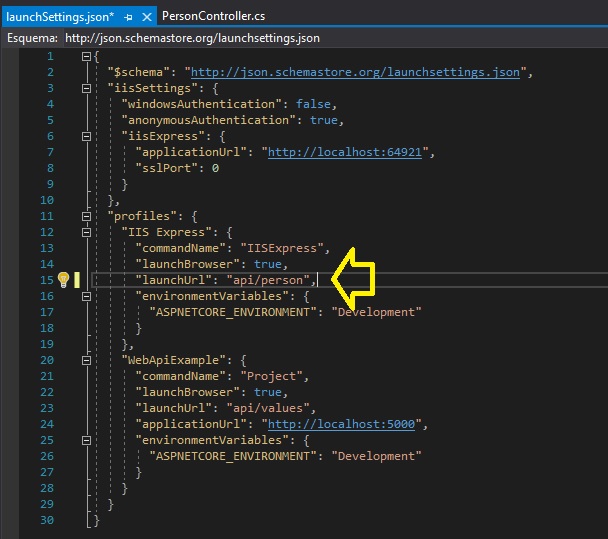 launchSettings.json* PersonController.cs
Esquema: http://json.schemastore.org/launchsettings.json
1 {
2 "$schema": "http://json.schemastore.org/launchsettings.json",
3 "iisSettings": {
4 "windowsAuthentication": false,
5 "anonymousAuthentication": true,
6 "iisExpress": {
7 "applicationUrl": "http://localhost:64921",
8 "sslPort": 0
9 }
10 },
11 "profiles": {
12 "IIS Express": {
13 "commandName": "IISExpress",
14 "launchBrowser": true,
15 "launchUrl": "api/person",
16 "environmentVariables": {
17 "ASPNETCORE_ENVIRONMENT": "Development"
18 }
19 },
20 "WebApiExample": {
21 "commandName": "Project",
22 "launchBrowser": true,
23 "launchUrl": "api/values",
24 "applicationUrl": "http://localhost:5000",
25 "environmentVariables": {
26 "ASPNETCORE_ENVIRONMENT": "Development"
27 }
28 }
29 }
30 }